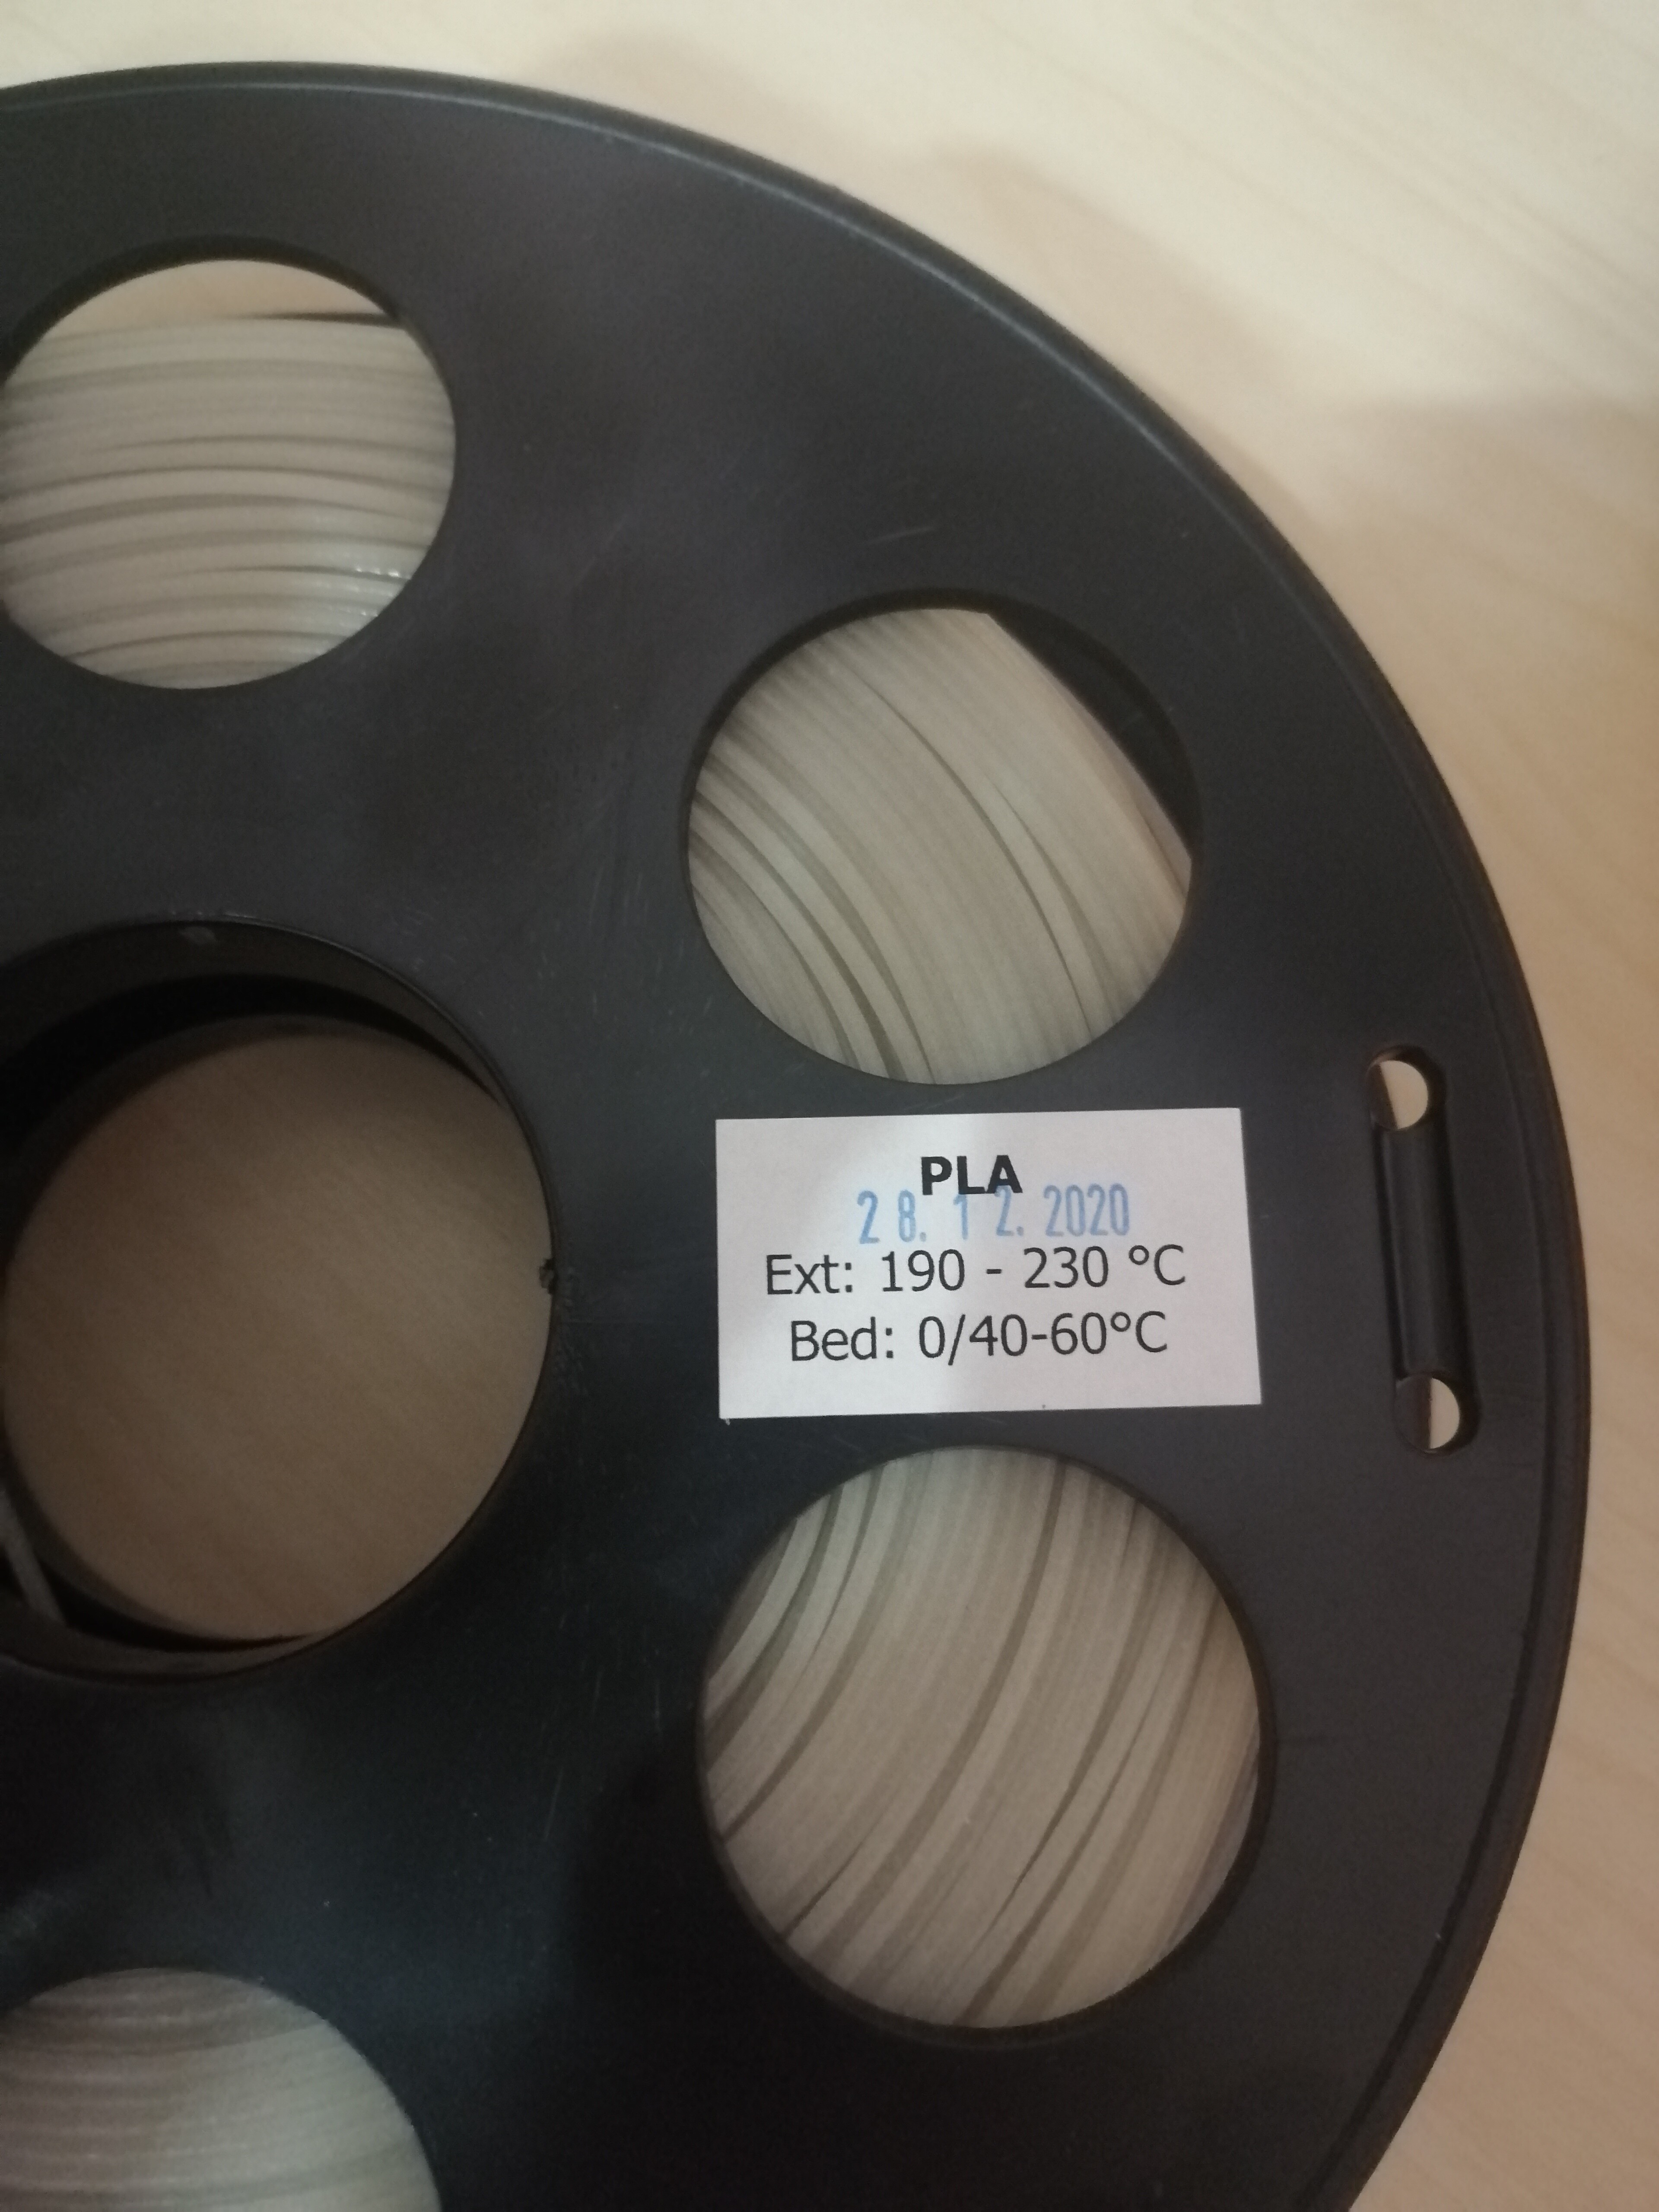 PLA
28. 12. 2020
Ext: 190 - 230 °C
Bed: 0/40-60°C